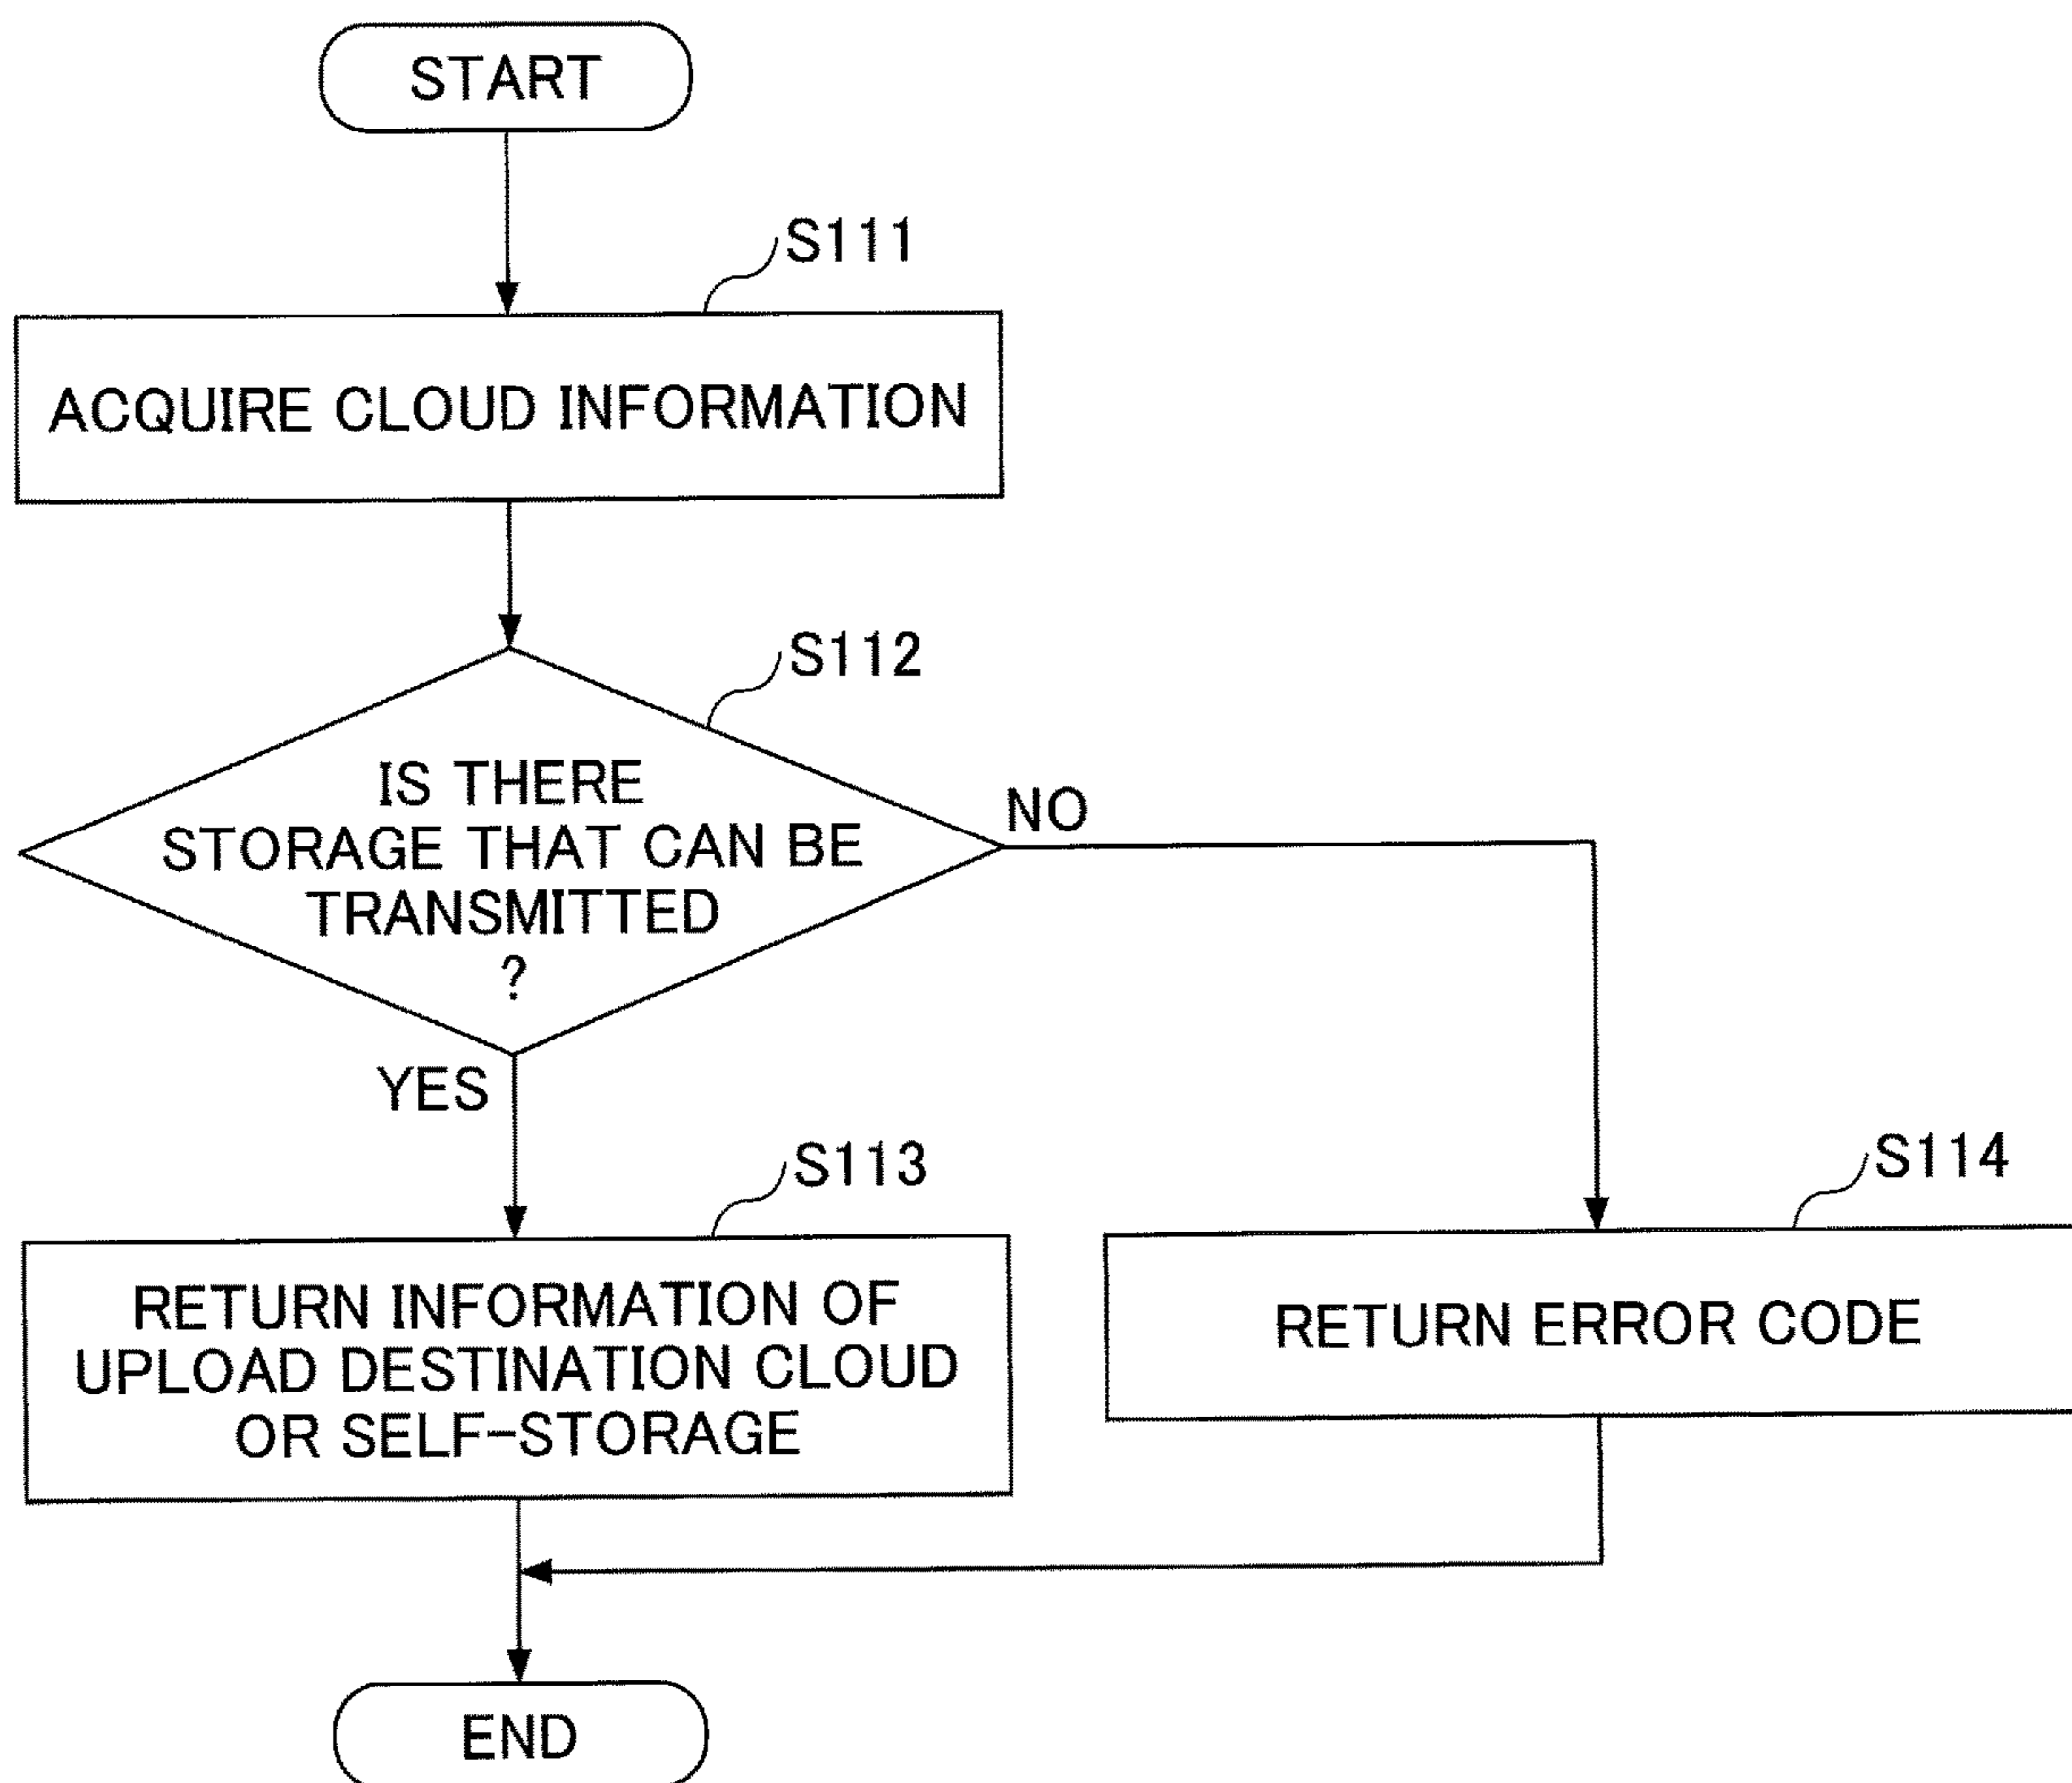 START
S111
ACQUIRE CLOUD INFORMATION
S112
IS THERE
STORAGE THAT CAN BE
TRANSMITTED
?
NO
YES
S113
RETURN INFORMATION OF
UPLOAD DESTINATION CLOUD
OR SELF-STORAGE
S114
RETURN ERROR CODE
END